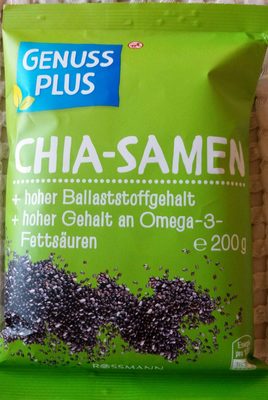 GENUSS
PLUS
CHIA-SAMEN
+ hoher Ballaststoffgehalt
+ hoher Gehalt an Omega-3-
Fettsäuren
e 200 g
ROSSMANN